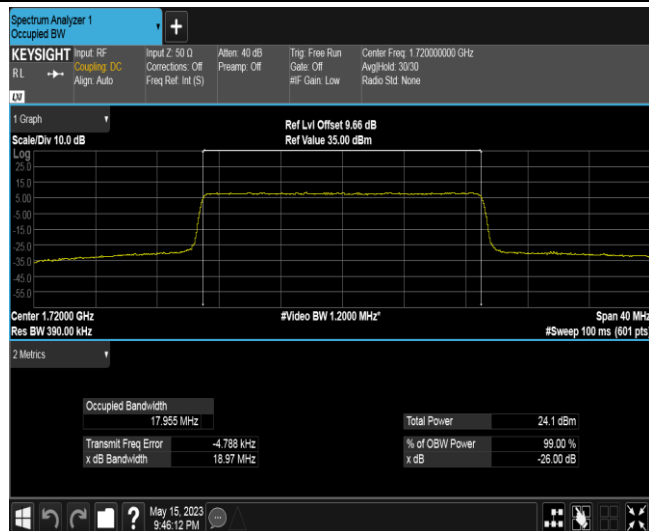 Spectrum Analyzer 1
Occupied BW
+
KEYSIGHT Input: RF Input Z: 50 Ω Atten: 40 dB Trig: Free Run Center Freq: 1.720000000 GHz
RL Coupling: DC Corrections: Off Preamp: Off Gate: Off Avg|Hold: 30/30
Align: Auto Freq Ref: Int (S) #IF Gain: Low Radio Std: None
1 Graph
Ref Lvl Offset 9.66 dB
Scale/Div 10.0 dB Ref Value 35.00 dBm
Log
25.0
15.0
5.00
-5.00
-15.0
-25.0
-35.0
-45.0
-55.0
Center 1.72000 GHz #Video BW 1.2000 MHz* Span 40 MHz
Res BW 390.00 kHz #Sweep 100 ms (601 pts)
2 Metrics
Occupied Bandwidth
17.955 MHz Total Power 24.1 dBm
Transmit Freq Error -4.788 kHz % of OBW Power 99.00 %
x dB Bandwidth 18.97 MHz x dB -26.00 dB
? May 15, 2023
9:46:12 PM